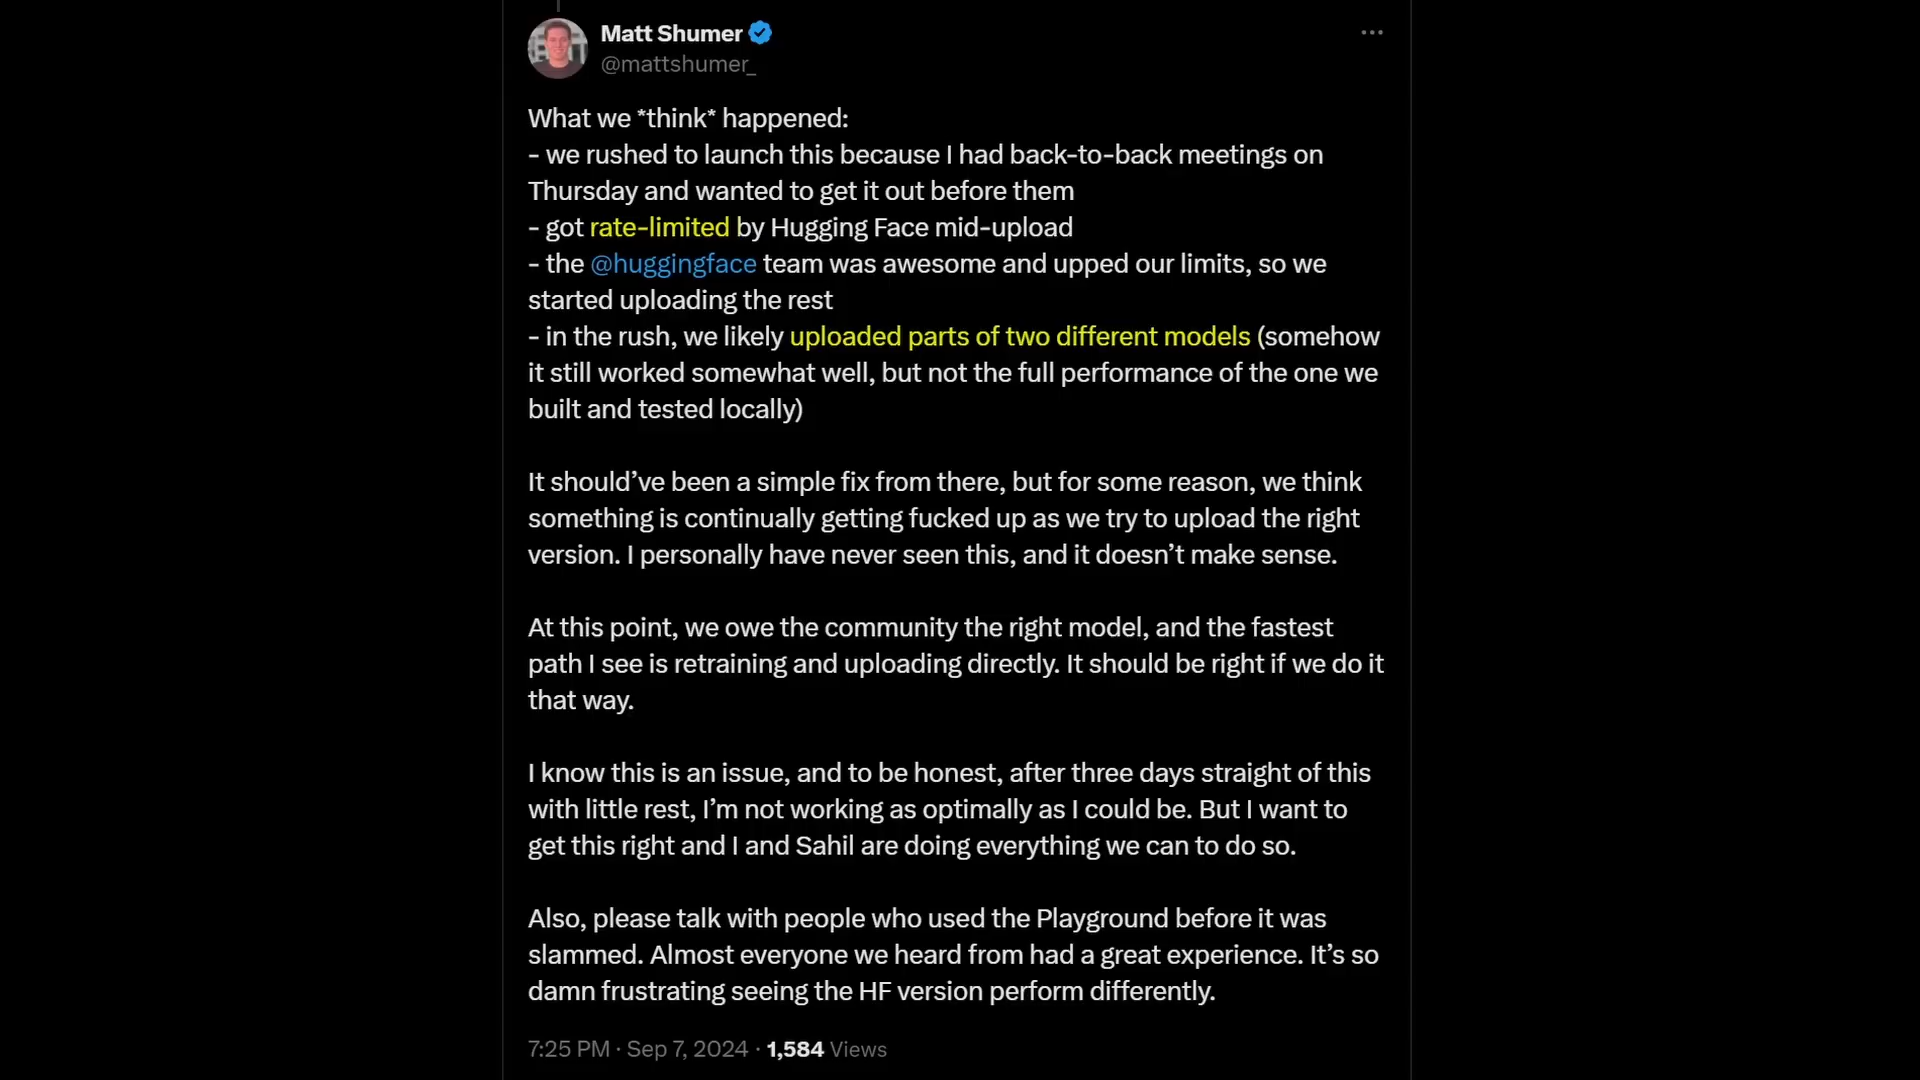 Matt Shumer
@mattshumer_
What we *think* happened:
- we rushed to launch this because I had back-to-back meetings on
Thursday and wanted to get it out before them
- got rate-limited by Hugging Face mid-upload
- the @huggingface team was awesome and upped our limits, so we
started uploading the rest
- in the rush, we likely uploaded parts of two different models (somehow
it still worked somewhat well, but not the full performance of the one we
built and tested locally)
It should’ve been a simple fix from there, but for some reason, we think
something is continually getting fucked up as we try to upload the right
version. I personally have never seen this, and it doesn’t make sense.
At this point, we owe the community the right model, and the fastest
path I see is retraining and uploading directly. It should be right if we do it
that way.
I know this is an issue, and to be honest, after three days straight of this
with little rest, I’m not working as optimally as I could be. But I want to
get this right and I and Sahil are doing everything we can to do so.
Also, please talk with people who used the Playground before it was
slammed. Almost everyone we heard from had a great experience. It’s so
damn frustrating seeing the HF version perform differently.
7:25 PM · Sep 7, 2024 · 1,584 Views